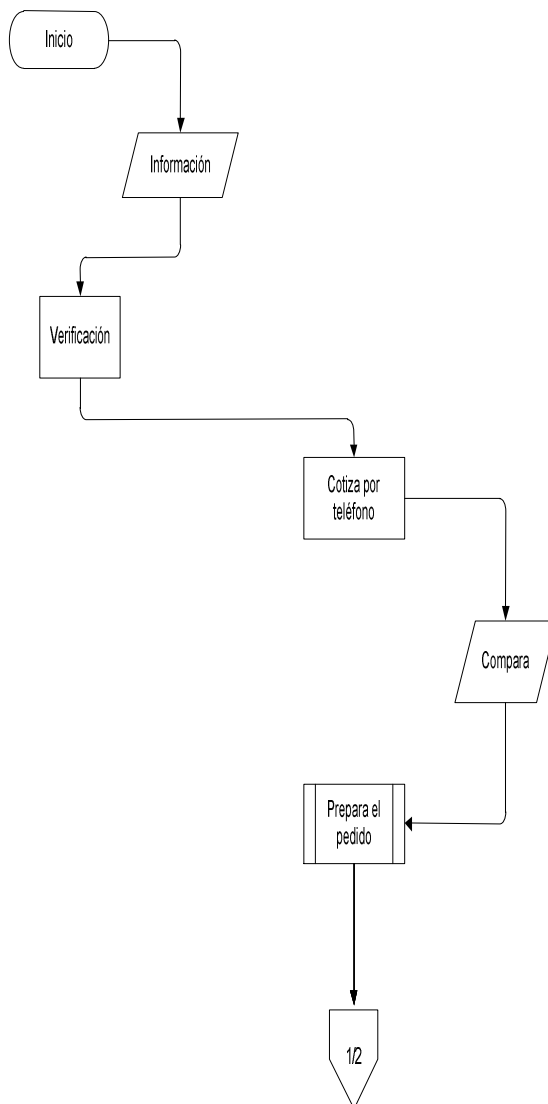 Inicio
Información
Verificación
Cotiza por
teléfono
Compara
Prepara el
pedido
1/2